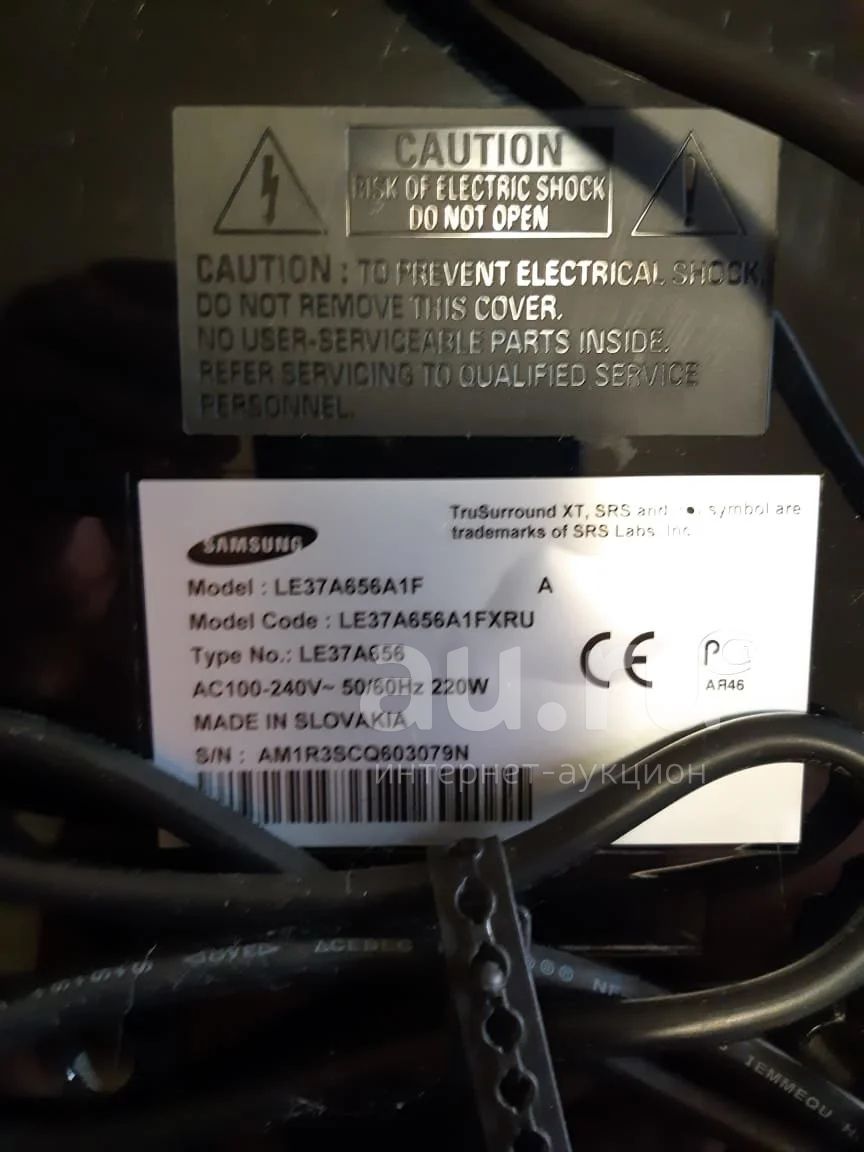 CAUTION
RISK OF ELECTRIC SHOCK
DO NOT OPEN
CAUTION : TO PREVENT ELECTRICAL SHOCK,
DO NOT REMOVE THIS COVER.
NO USER-SERVICEABLE PARTS INSIDE.
REFER SERVICING TO QUALIFIED SERVICE
PERSONNEL.
TruSurround XT, SRS and symbol are
trademarks of SRS Labs, Inc.
SAMSUNG
Model : LE37A656A1F A
Model Code : LE37A656A1FXRU
Type No.: LE37A656
AC100-240V~ 50/60Hz 220W
MADE IN SLOVAKIA
S/N : AM1R3SCQ603079N
CE
АЯ46
au.ru
интернет-аукцион
IEMMEQU